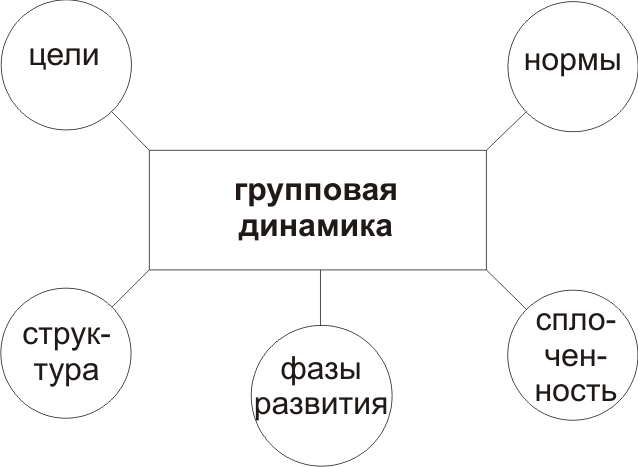 цели
нормы
групповая
динамика
струк-
тура
фазы
развития
спло-
чен-
ность